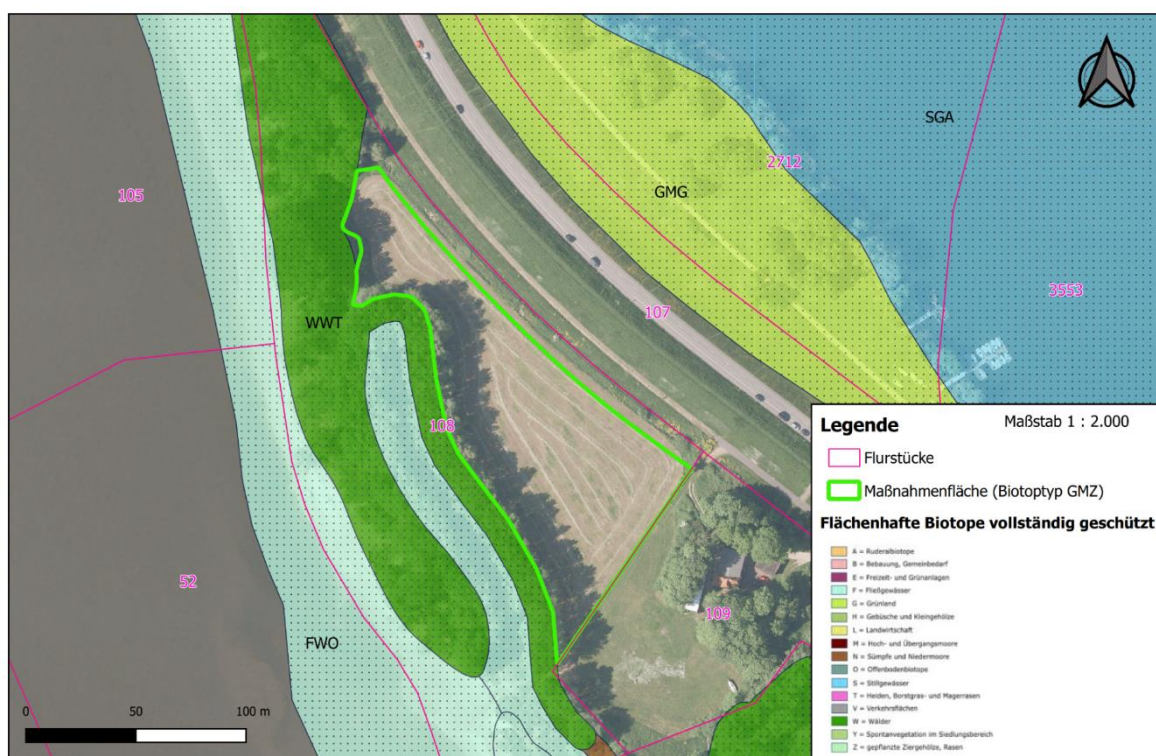 SGA
2712
GMG
105
3553
107
WWT
108
52
109
FWO
0 50 100 m
Legende Maßstab 1 : 2.000
Flurstücke
Maßnahmenfläche (Biotoptyp GMZ)
Flächenhafte Biotope vollständig geschützt
A = Ruderalbiotope
B = Bebauung, Gemeinbedarf
E = Freizeit- und Grünanlagen
F = Fließgewässer
G = Grünland
H = Gebüsche und Kleingehölze
L = Landwirtschaft
M = Hoch- und Übergangsmoore
N = Sümpfe und Niedermoore
O = Offenbodenbiotope
S = Stillgewässer
T = Heiden, Borstgras- und Magerrasen
V = Verkehrsflächen
W = Wälder
Y = Spontanvegetation im Siedlungsbereich
Z = gepflanzte Ziergehölze, Rasen